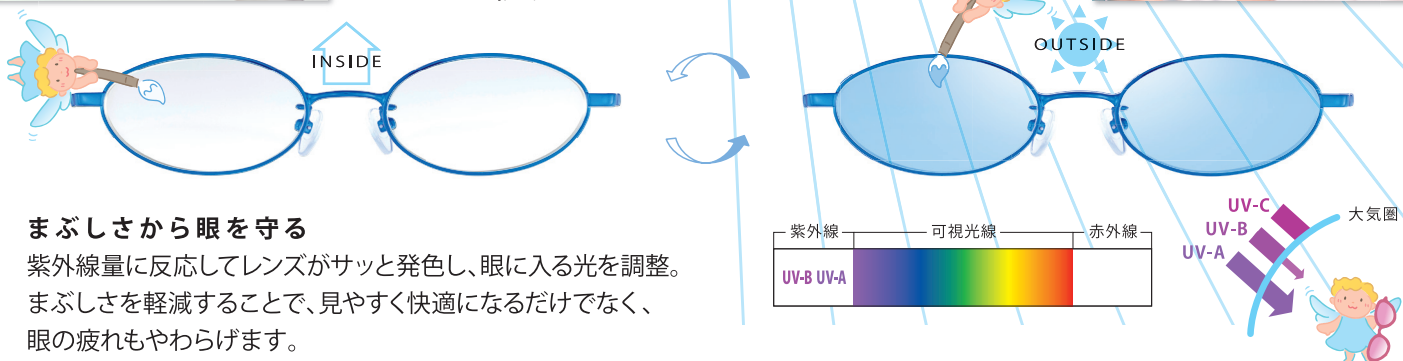 INSIDE
OUTSIDE
まぶしさから眼を守る
紫外線量に反応してレンズがサッと発色し、眼に入る光を調整。
まぶしさを軽減することで、見やすく快適になるだけでなく、
眼の疲れもやわらげます。
紫外線 可視光線 赤外線
UV-B UV-A
UV-C
UV-B
UV-A
大気圏